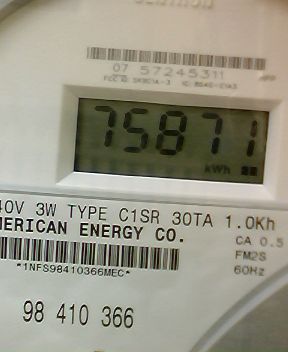 07 57245311
75871
kWh
40V 3W TYPE C1SR 30TA 1.0Kh
MERICAN ENERGY CO.
CA 0.5
*1NFS98410366MEC*
FM2S
60Hz
98 410 366